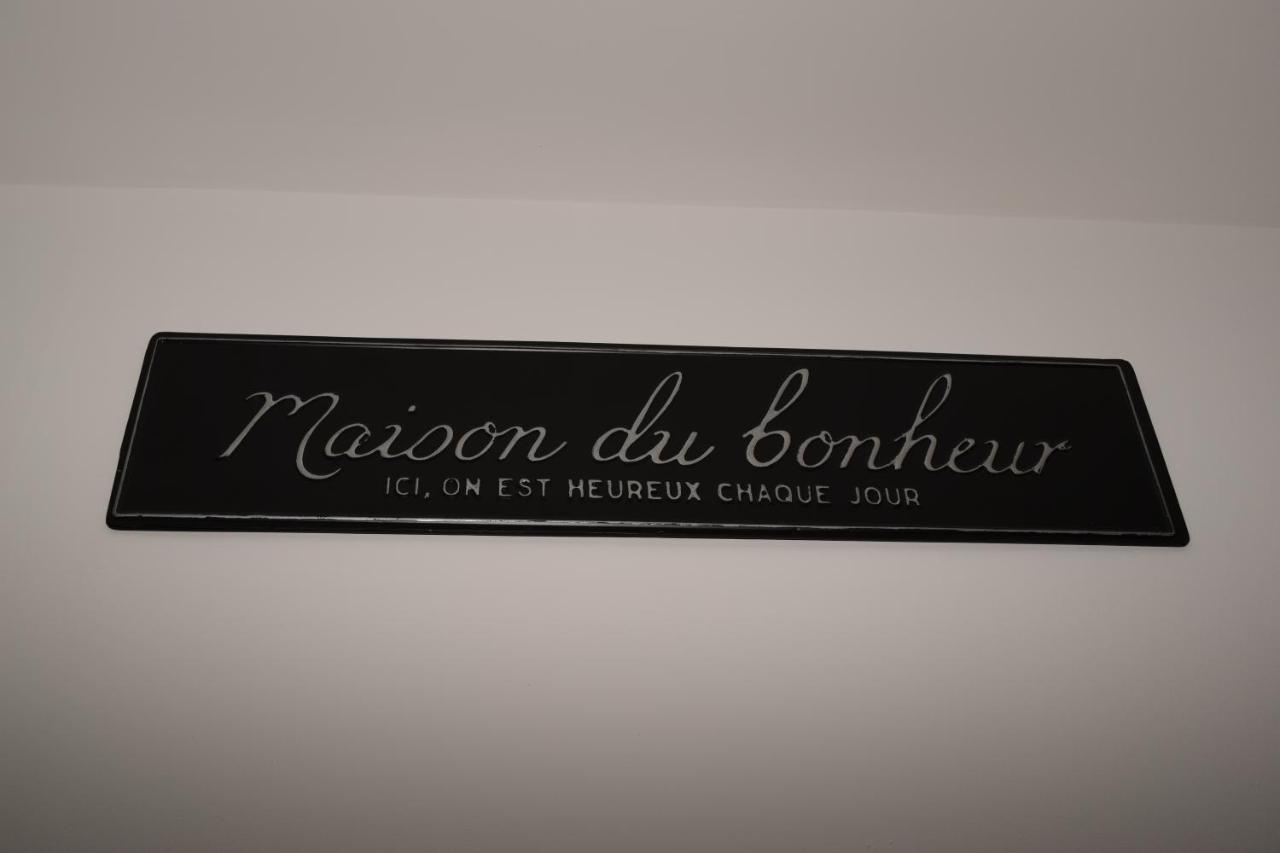 Maison du bonheur
ICI, ON EST HEUREUX CHAQUE JOUR